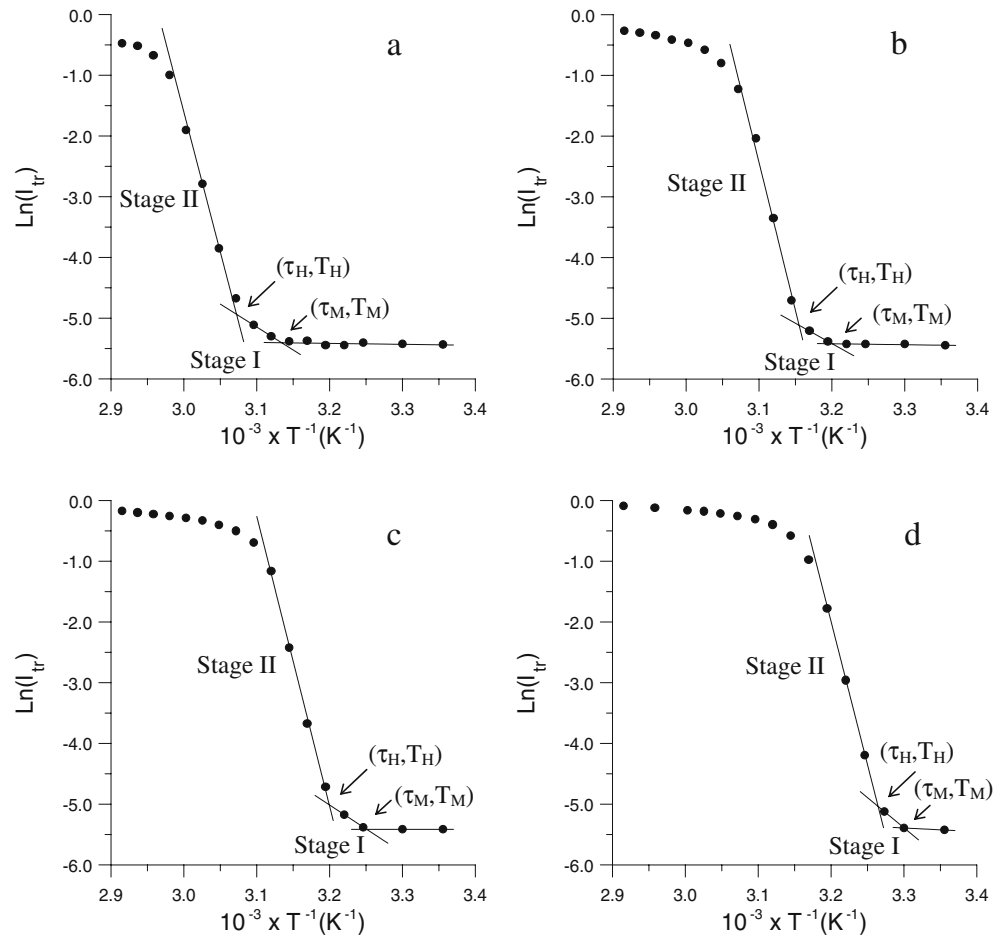 a
0.0
-1.0
-2.0
-3.0
-4.0
-5.0
-6.0
Ln(I_tr)
Stage II
(τ_H,T_H)
(τ_M,T_M)
Stage I
2.9 3.0 3.1 3.2 3.3 3.4
10^-3 x T^-1(K^-1)
b
0.0
-1.0
-2.0
-3.0
-4.0
-5.0
-6.0
Ln(I_tr)
Stage II
(τ_H,T_H)
(τ_M,T_M)
Stage I
2.9 3.0 3.1 3.2 3.3 3.4
10^-3 x T^-1(K^-1)
c
0.0
-1.0
-2.0
-3.0
-4.0
-5.0
-6.0
Ln(I_tr)
Stage II
(τ_H,T_H)
(τ_M,T_M)
Stage I
2.9 3.0 3.1 3.2 3.3 3.4
10^-3 x T^-1(K^-1)
d
0.0
-1.0
-2.0
-3.0
-4.0
-5.0
-6.0
Ln(I_tr)
Stage II
(τ_H,T_H)
(τ_M,T_M)
Stage I
2.9 3.0 3.1 3.2 3.3 3.4
10^-3 x T^-1(K^-1)